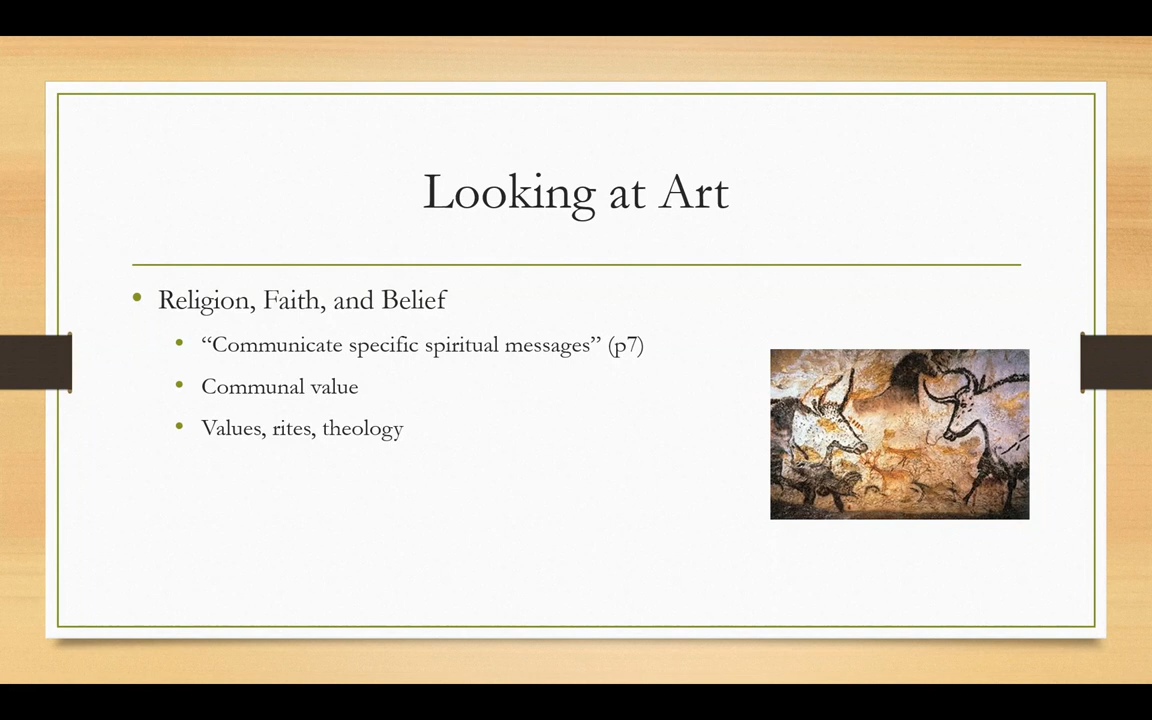 Looking at Art
• Religion, Faith, and Belief
• “Communicate specific spiritual messages” (p7)
• Communal value
• Values, rites, theology